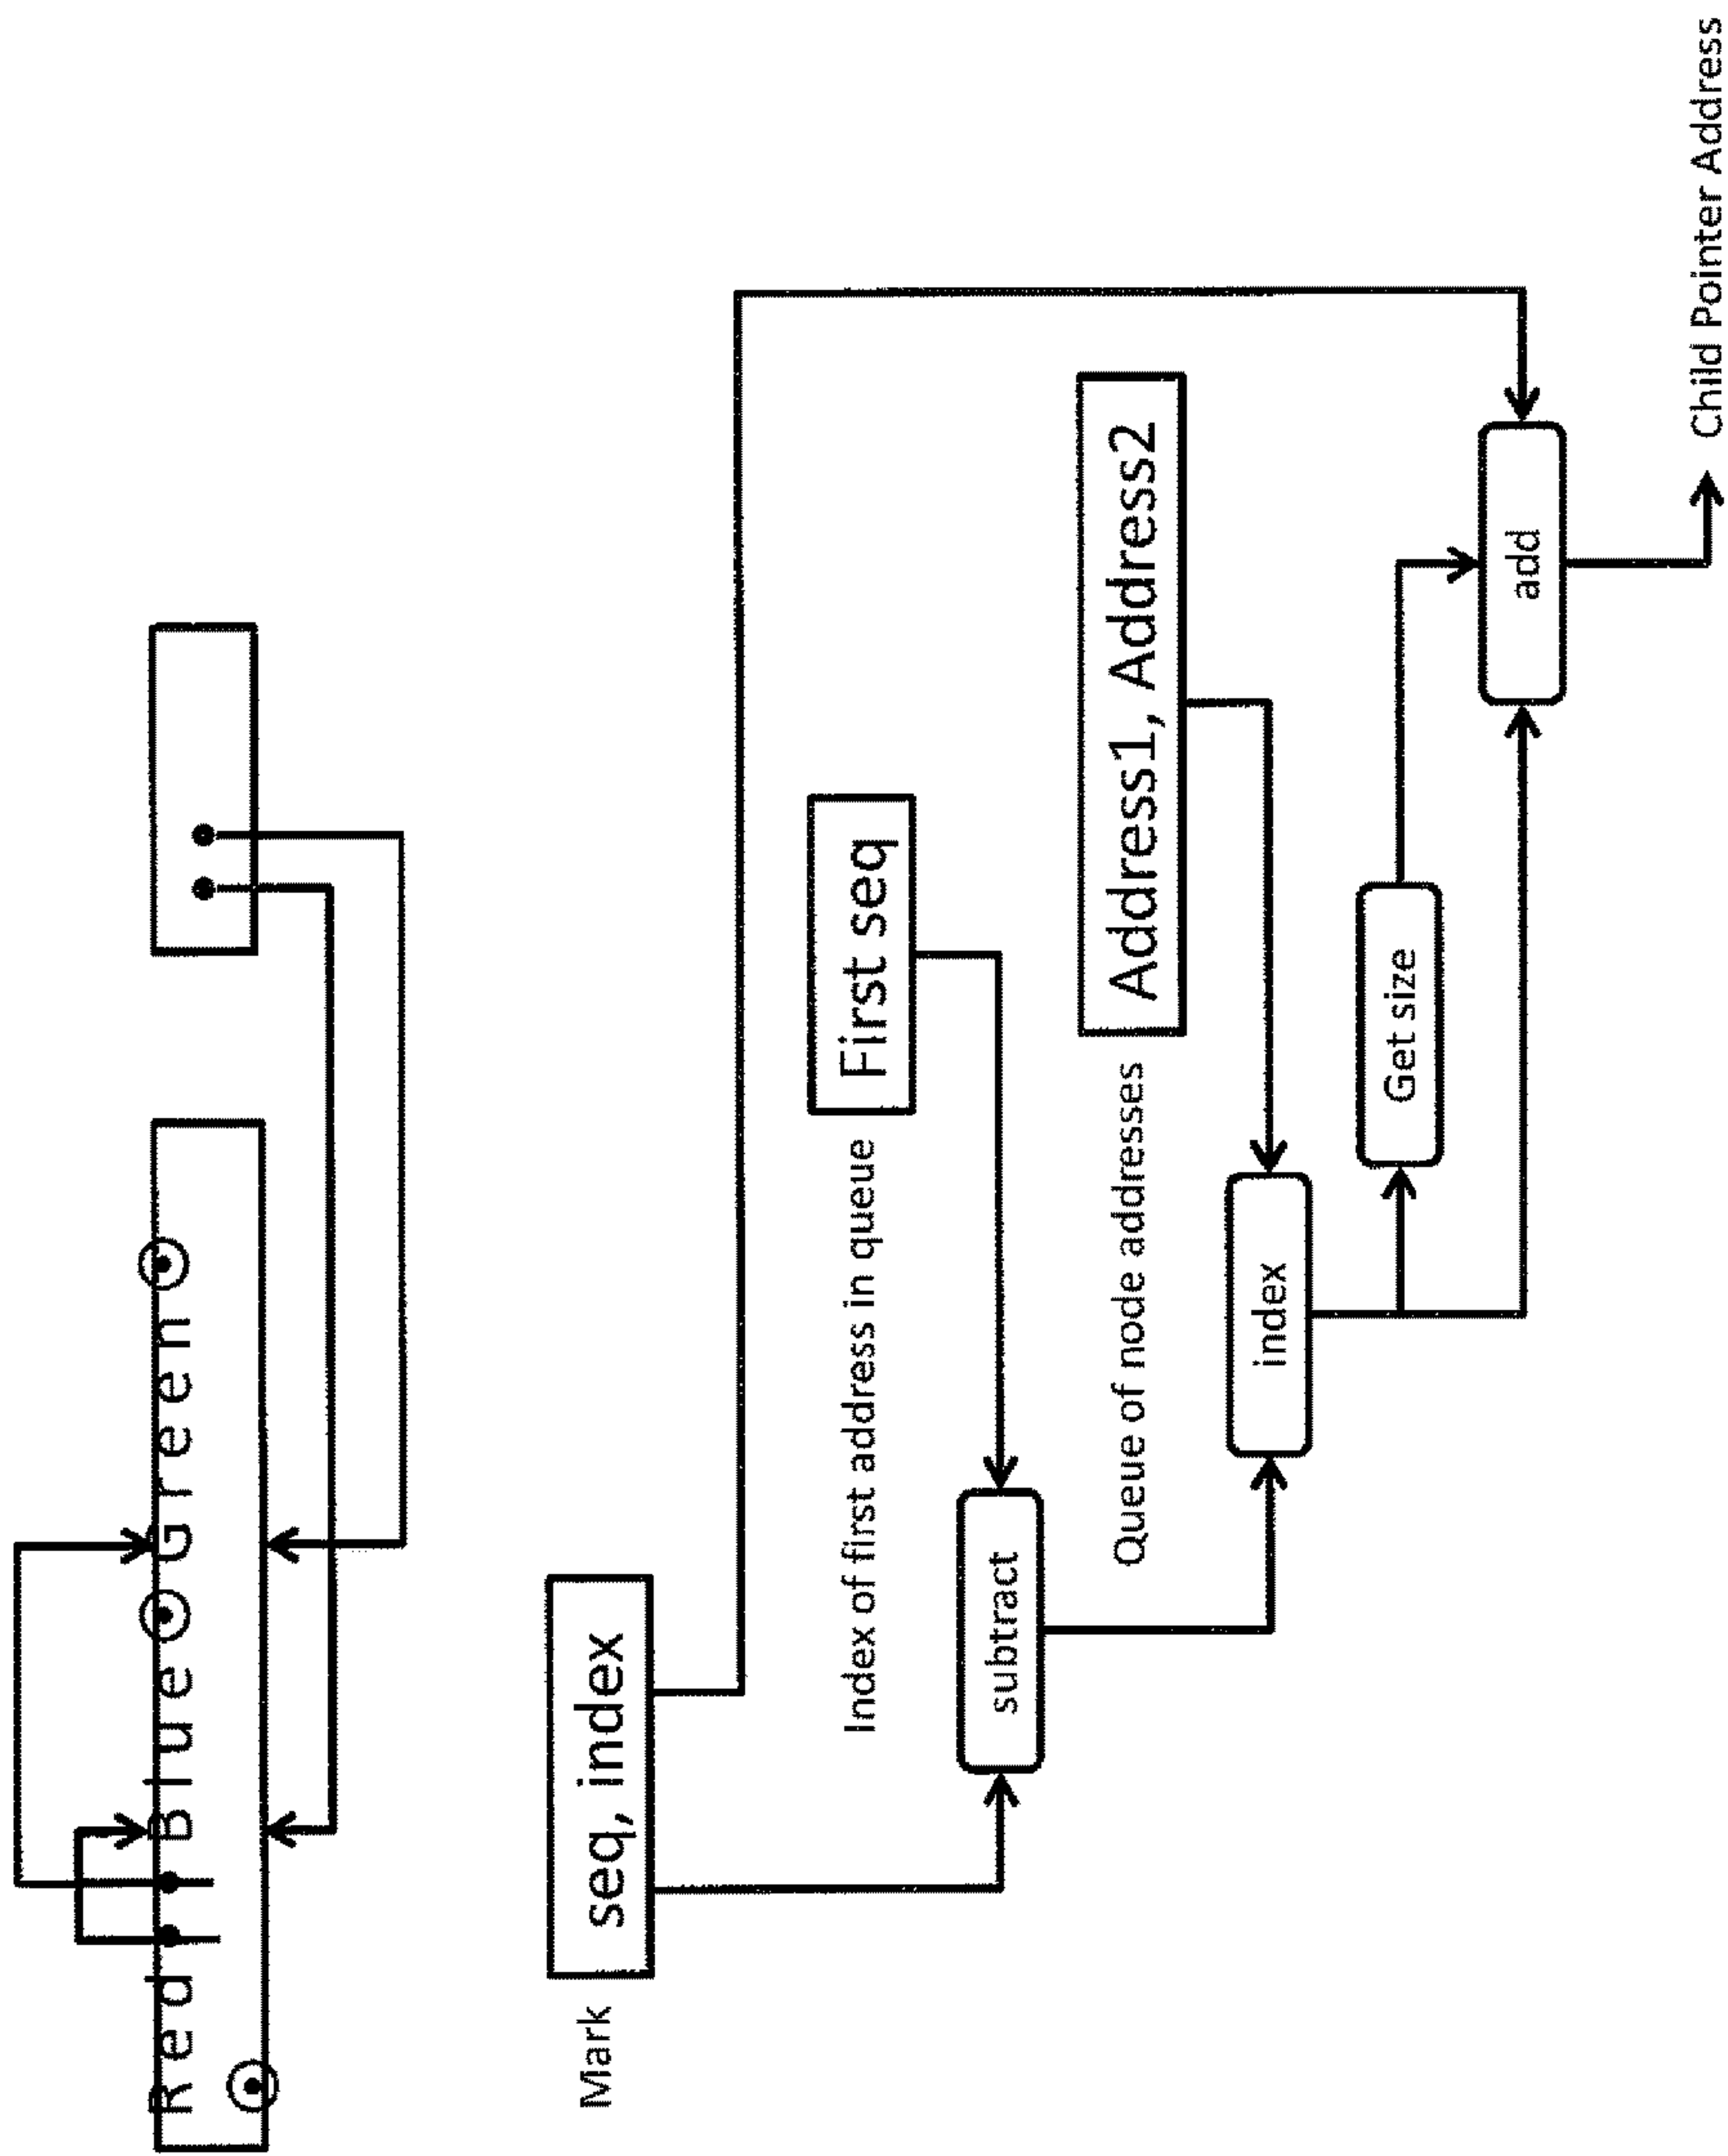 Red Blue Green
Mark
seq, index
Index of first address in queue
First seq
subtract
Queue of node addresses
Address1, Address2
index
Get size
add
Child Pointer Address